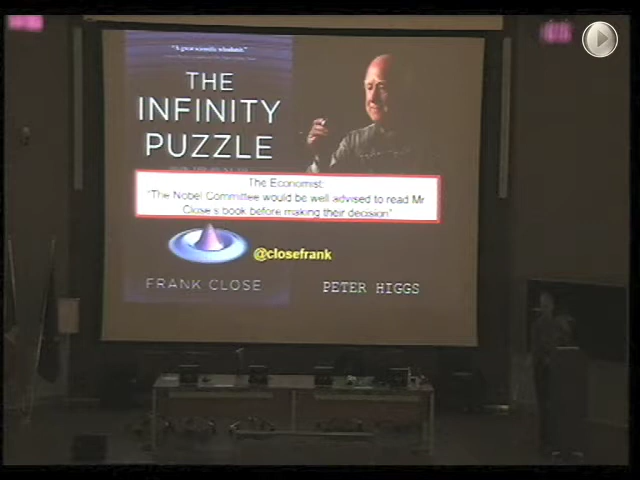 "A great scientific whodunit."
THE
INFINITY
PUZZLE
The Economist:
"The Nobel Committee would be well advised to read Mr
Close's book before making their decision"
@closefrank
FRANK CLOSE
PETER HIGGS